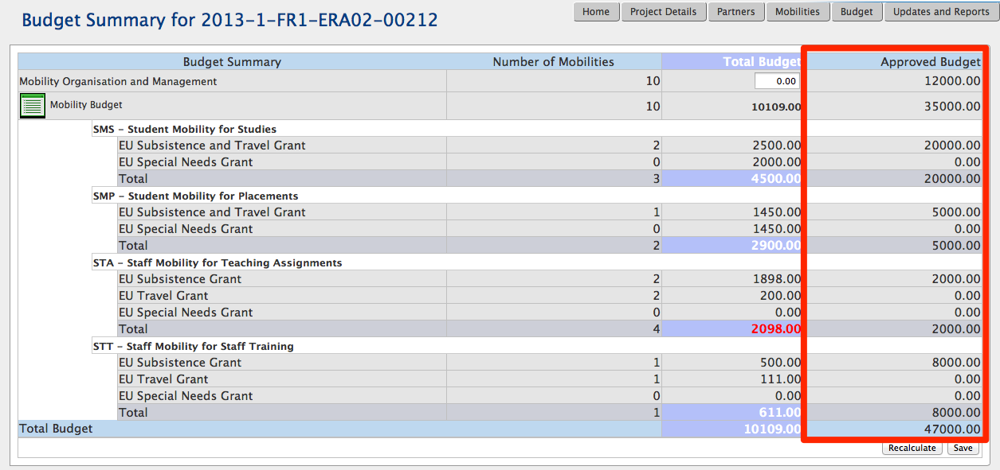 Budget Summary for 2013-1-FR1-ERA02-00212
Home Project Details Partners Mobilities Budget Updates and Reports
Budget Summary Number of Mobilities Total Budget Approved Budget
Mobility Organisation and Management 10 0.00 12000.00
Mobility Budget 10 10109.00 35000.00
SMS – Student Mobility for Studies
EU Subsistence and Travel Grant 2 2500.00 20000.00
EU Special Needs Grant 0 2000.00 0.00
Total 3 4500.00 20000.00
SMP – Student Mobility for Placements
EU Subsistence and Travel Grant 1 1450.00 5000.00
EU Special Needs Grant 0 1450.00 0.00
Total 2 2900.00 5000.00
STA – Staff Mobility for Teaching Assignments
EU Subsistence Grant 2 1898.00 2000.00
EU Travel Grant 2 200.00 0.00
EU Special Needs Grant 0 0.00 0.00
Total 4 2098.00 2000.00
STT – Staff Mobility for Staff Training
EU Subsistence Grant 1 500.00 8000.00
EU Travel Grant 1 111.00 0.00
EU Special Needs Grant 0 0.00 0.00
Total 1 611.00 8000.00
Total Budget 10109.00 47000.00
Recalculate Save